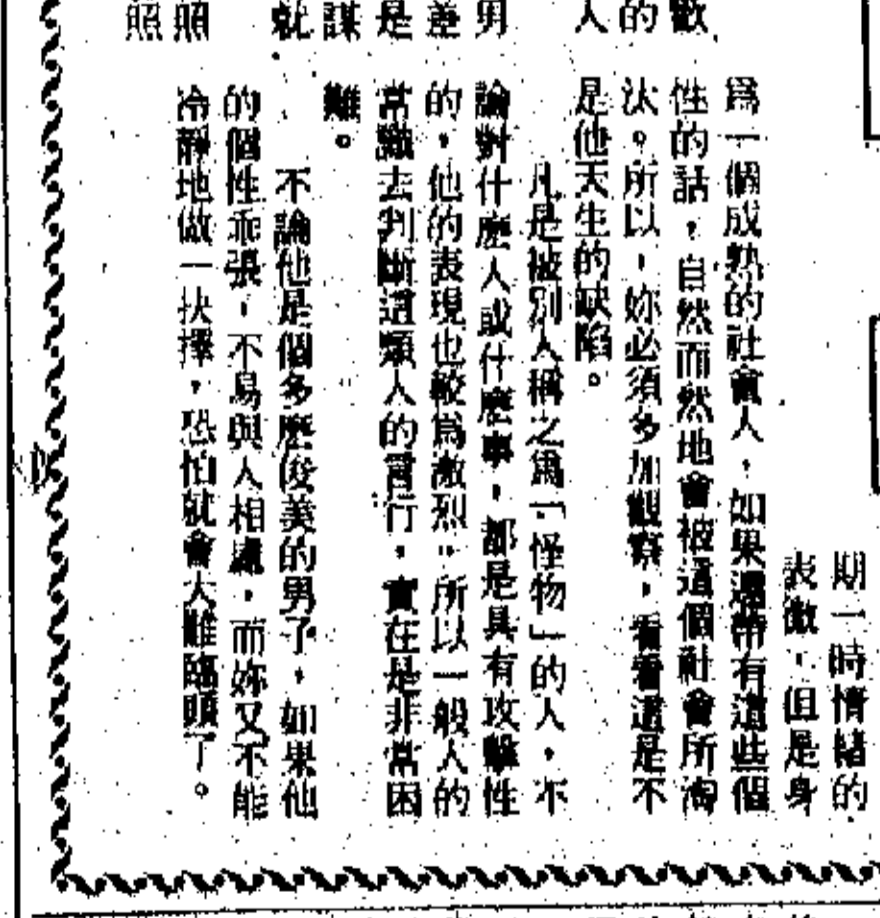 期一時情緒的
表徵，但是身
爲一個成熟的社會人，如果還帶有這些個
性的話，自然而然地會被這個社會所淘
汰。所以，妳必須多加觀察，看看這是不
是他天生的缺陷。
凡是被別人稱之爲「怪物」的人，不
論對什麼人或什麼事，都是具有攻擊性
的，他的表現也較爲激烈。所以一般人的
常識去判斷這類人的言行，實在是非常困
難。
不論他是個多麼俊美的男子，如果他
的個性乖張，不易與人相處，而妳又不能
冷靜地做一抉擇，恐怕就會大難臨頭了。
歡
的
人
男
善
是
謀
就
照
照